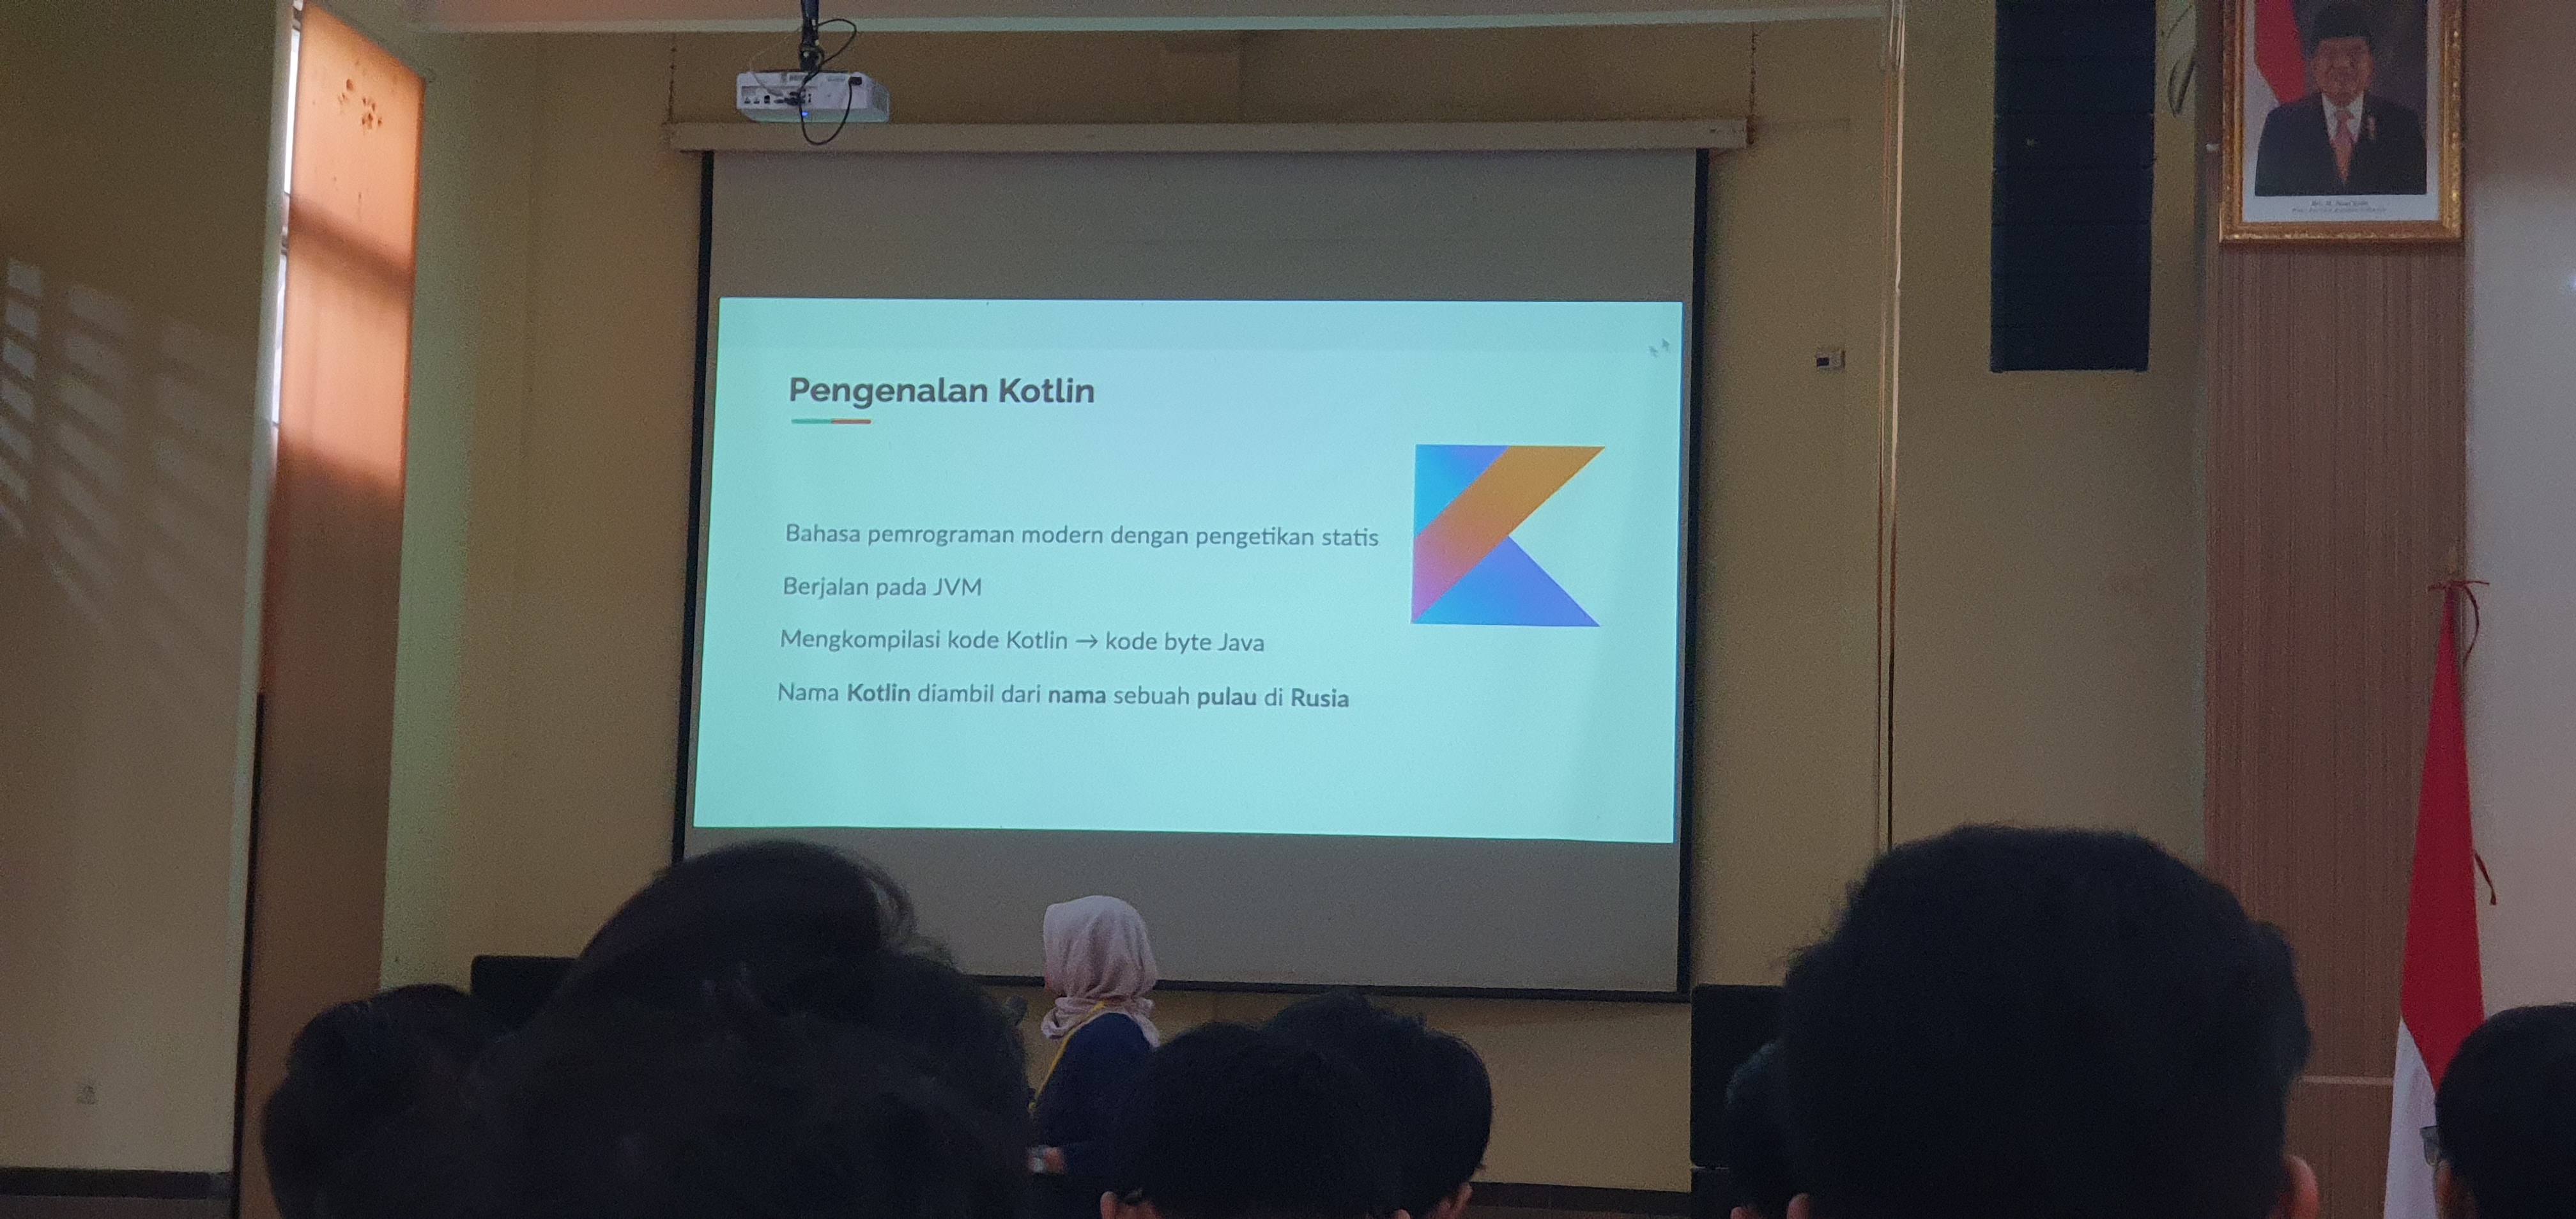 Pengenalan Kotlin
Bahasa pemrograman modern dengan pengetikan statis
Berjalan pada JVM
Mengkompilasi kode Kotlin → kode byte Java
Nama Kotlin diambil dari nama sebuah pulau di Rusia